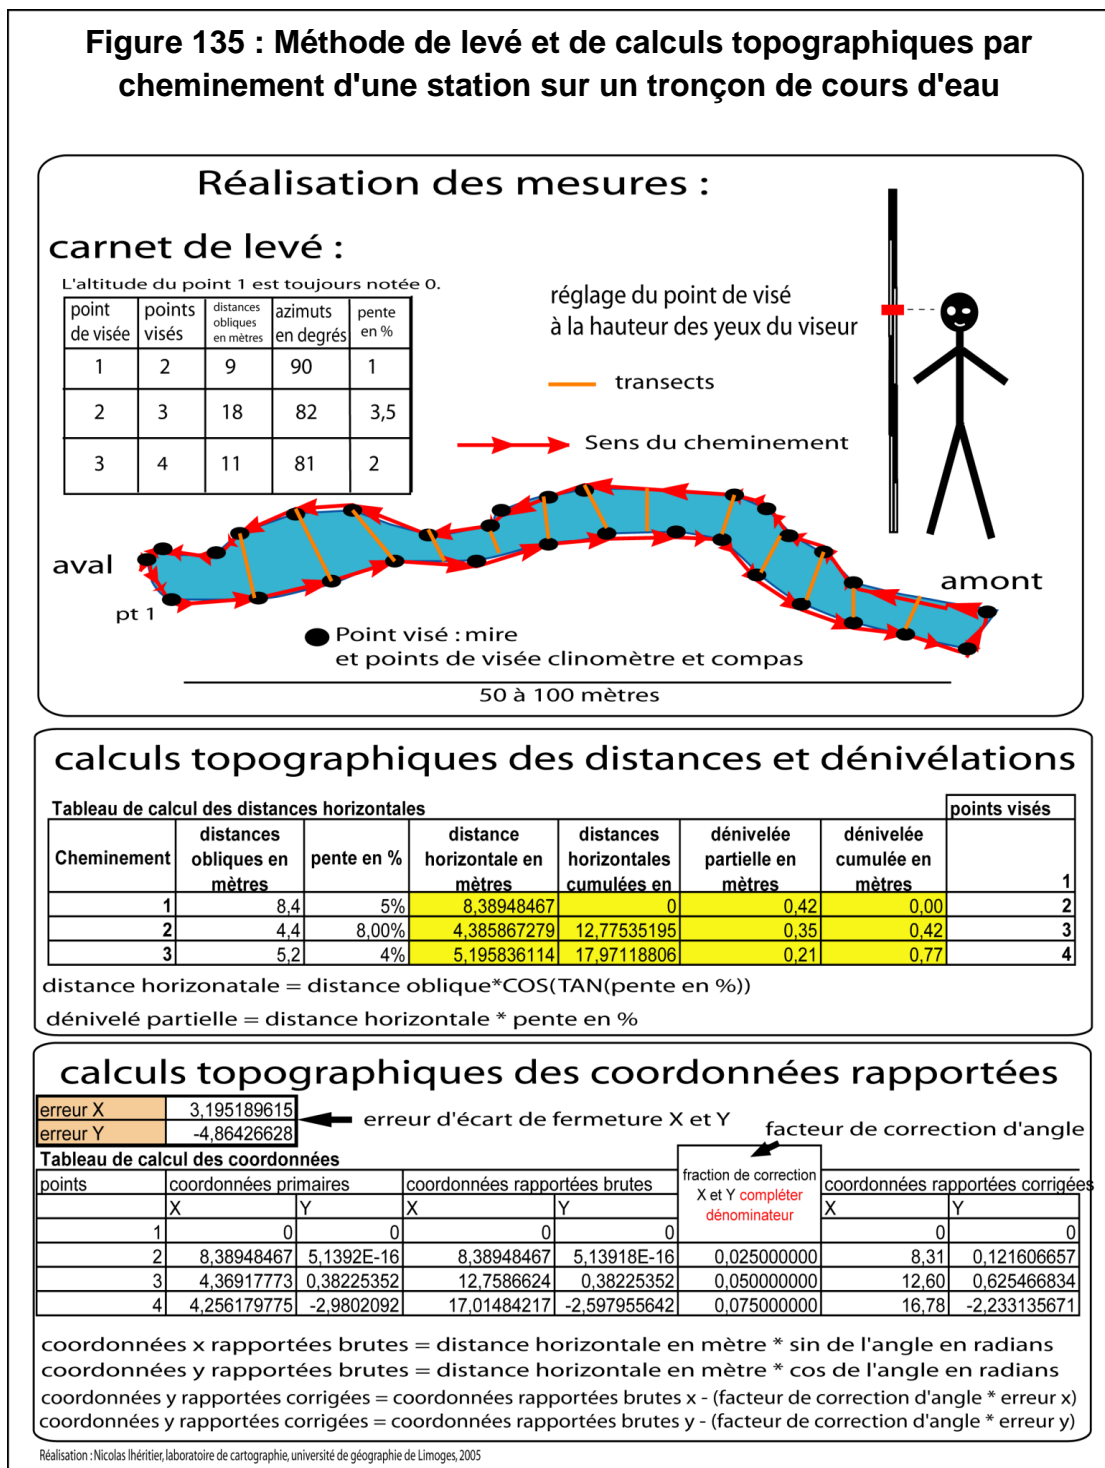 Figure 135 : Méthode de levé et de calculs topographiques par
cheminement d'une station sur un tronçon de cours d'eau
Réalisation des mesures :
carnet de levé :
L'altitude du point 1 est toujours notée 0.
point de visée | points visés | distances obliques en mètres | azimuts en degrés | pente en %
1 | 2 | 9 | 90 | 1
2 | 3 | 18 | 82 | 3,5
3 | 4 | 11 | 81 | 2
réglage du point de visé
à la hauteur des yeux du viseur
transects
Sens du cheminement
aval
pt 1
amont
Point visé : mire
et points de visée clinomètre et compas
50 à 100 mètres
calculs topographiques des distances et dénivélations
Tableau de calcul des distances horizontales | points visés
Cheminement | distances obliques en mètres | pente en % | distance horizontale en mètres | distances horizontales cumulées en | dénivelée partielle en mètres | dénivelée cumulée en mètres | 1
1 | 8,4 | 5% | 8,38948467 | 0 | 0,42 | 0,00 | 2
2 | 4,4 | 8,00% | 4,385867279 | 12,77535195 | 0,35 | 0,42 | 3
3 | 5,2 | 4% | 5,195836114 | 17,97118806 | 0,21 | 0,77 | 4
distance horizonatale = distance oblique*COS(TAN(pente en %))
dénivelé partielle = distance horizontale * pente en %
calculs topographiques des coordonnées rapportées
erreur X | 3,195189615
erreur Y | -4,86426628
erreur d'écart de fermeture X et Y
facteur de correction d'angle
Tableau de calcul des coordonnées
points | coordonnées primaires | coordonnées rapportées brutes | fraction de correction X et Y compléter dénominateur | coordonnées rapportées corrigées
X | Y | X | Y | X | Y
1 | 0 | 0 | 0 | 0 | 0 | 0
2 | 8,38948467 | 5,1392E-16 | 8,38948467 | 5,13918E-16 | 0,025000000 | 8,31 | 0,121606657
3 | 4,36917773 | 0,38225352 | 12,7586624 | 0,38225352 | 0,050000000 | 12,60 | 0,625466834
4 | 4,256179775 | -2,9802092 | 17,01484217 | -2,597955642 | 0,075000000 | 16,78 | -2,233135671
coordonnées x rapportées brutes = distance horizontale en mètre * sin de l'angle en radians
coordonnées y rapportées brutes = distance horizontale en mètre * cos de l'angle en radians
coordonnées y rapportées corrigées = coordonnées rapportées brutes x - (facteur de correction d'angle * erreur x)
coordonnées y rapportées corrigées = coordonnées rapportées brutes y - (facteur de correction d'angle * erreur y)
Réalisation : Nicolas lhéritier, laboratoire de cartographie, université de géographie de Limoges, 2005